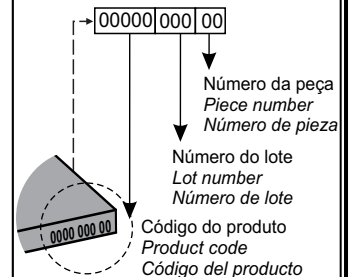 00000 000 00
Número da peça
Piece number
Número de pieza
Número do lote
Lot number
Número de lote
0000 000 00
Código do produto
Product code
Código del producto